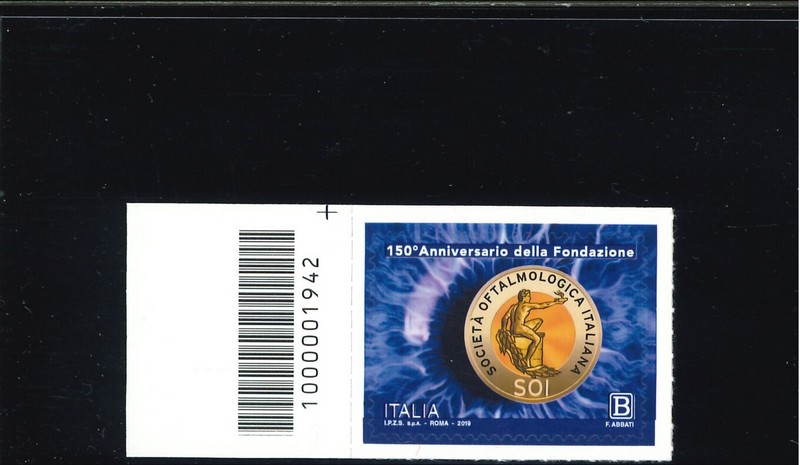 1000001942
150°Anniversario della Fondazione
SOCIETÀ OFTALMOLOGICA ITALIANA
SOI
ITALIA
B
I.P.Z.S. s.p.a. - ROMA - 2019
F. ABBATI